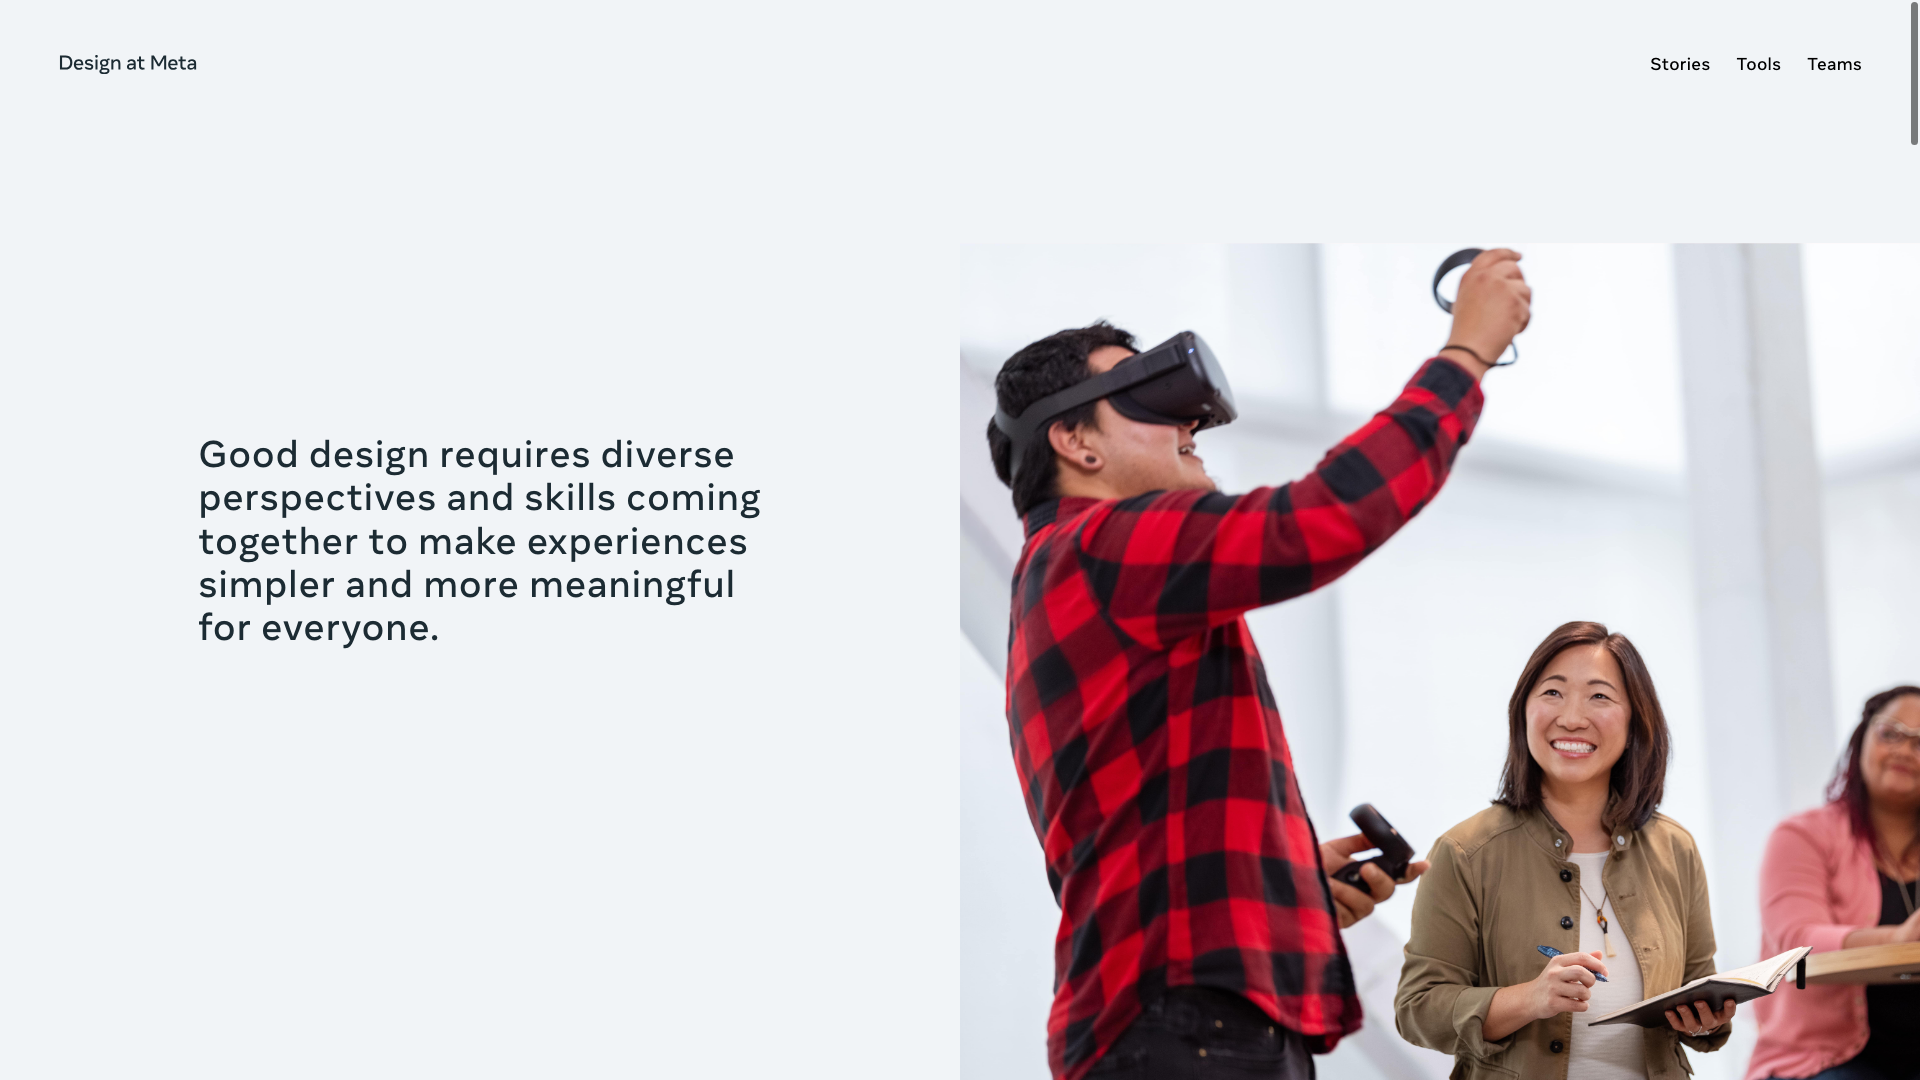 Design at Meta
Stories Tools Teams
Good design requires diverse
perspectives and skills coming
together to make experiences
simpler and more meaningful
for everyone.